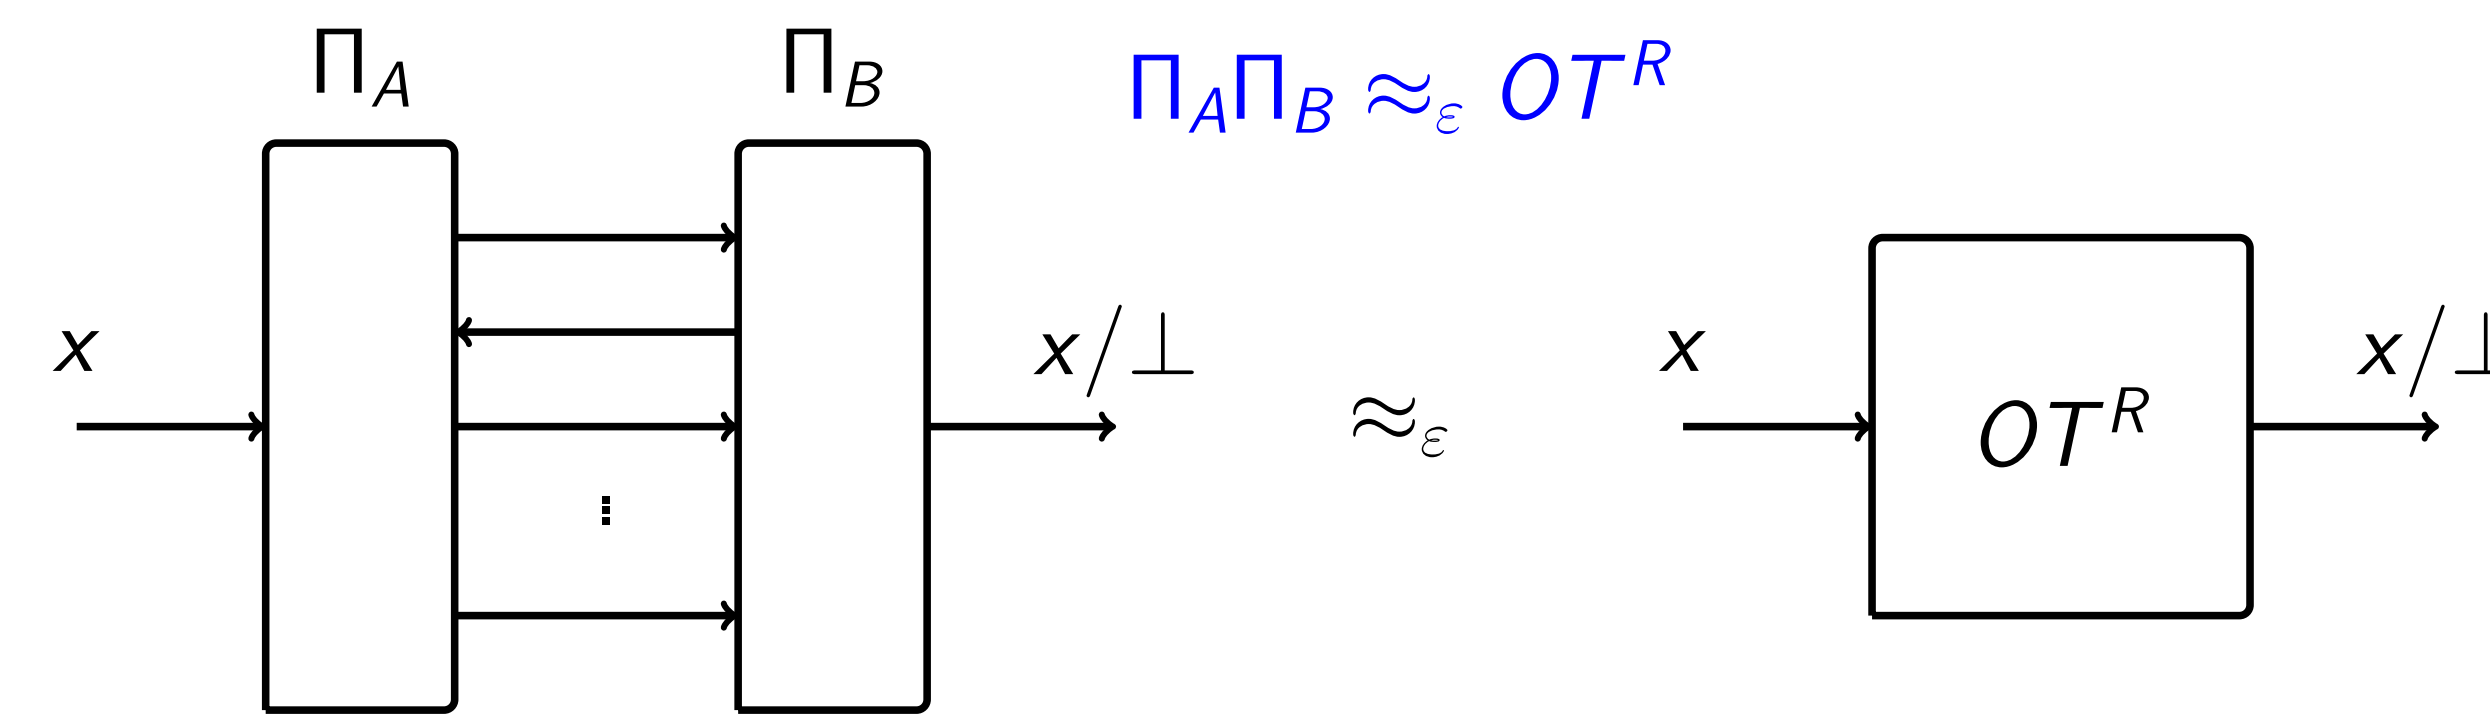 Π_A Π_B Π_AΠ_B ≈_ε OT^R
x x/⊥ ≈_ε x x/⊥
OT^R
⋮